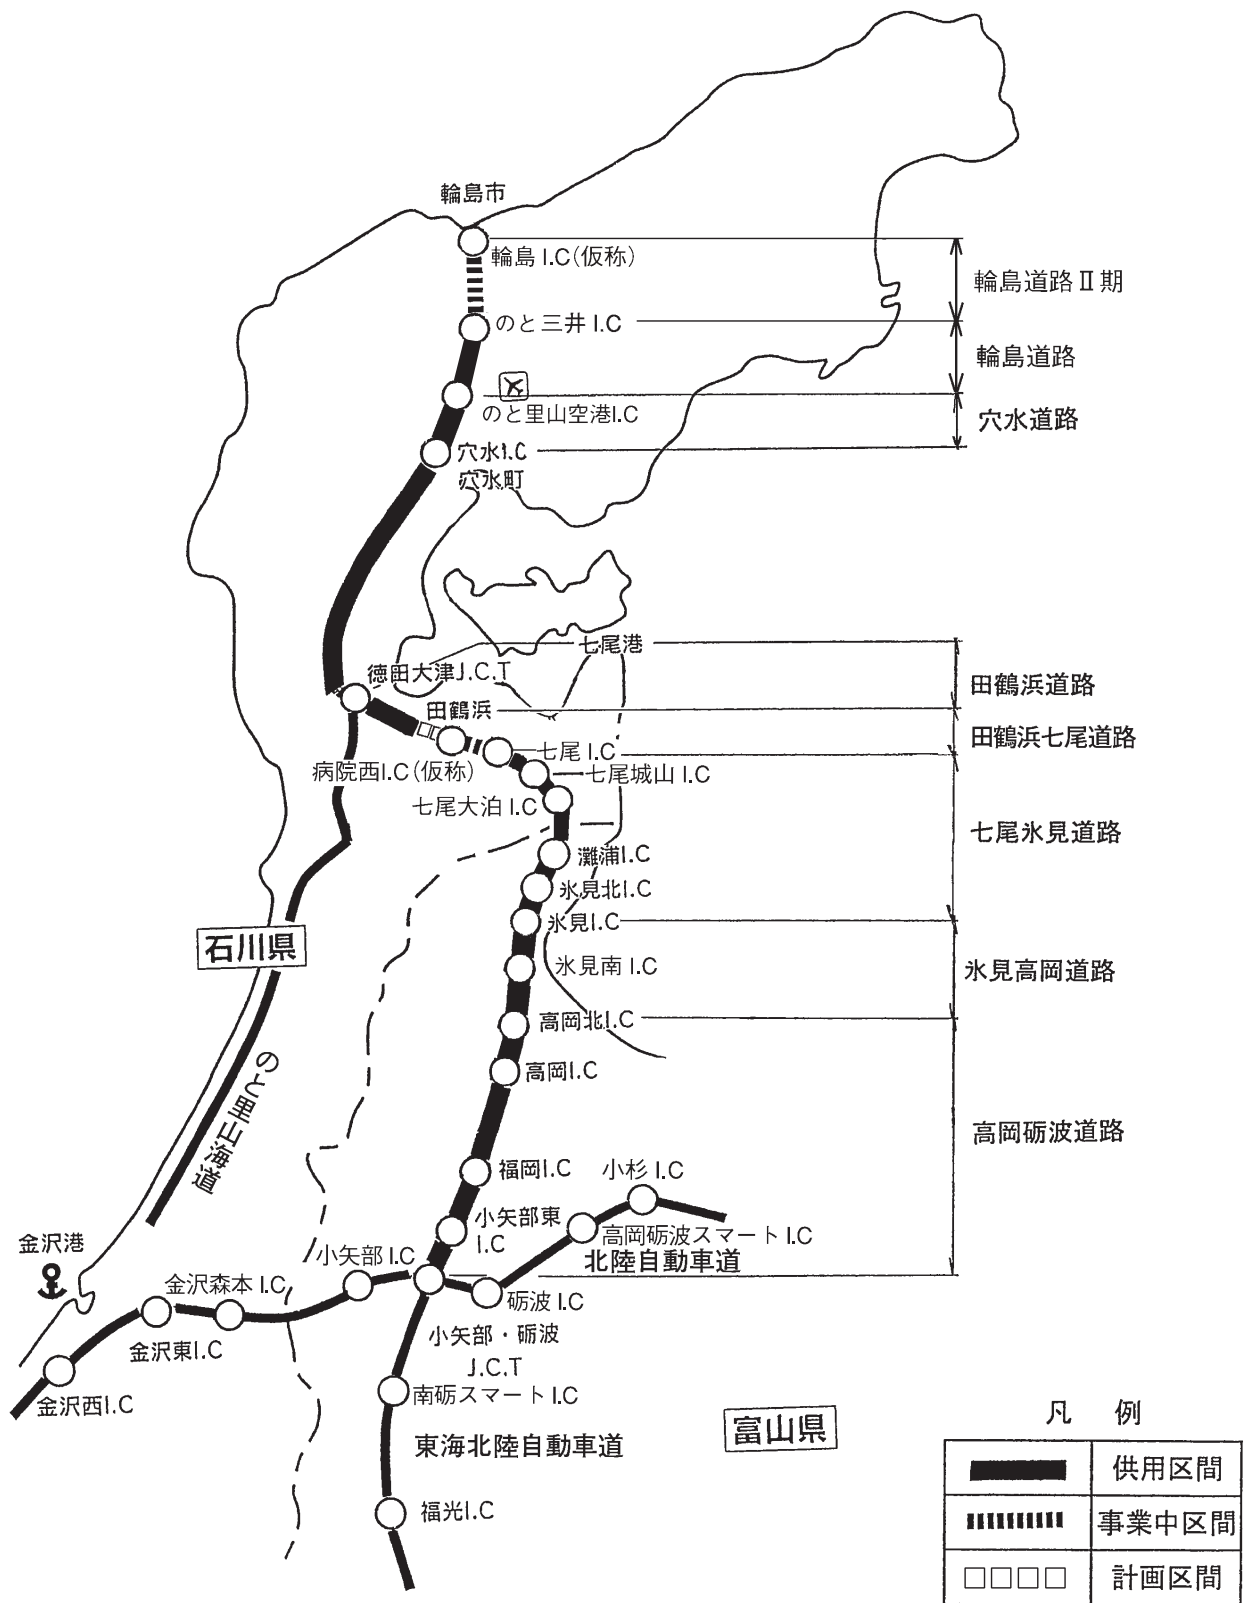 輪島市
輪島 I.C(仮称)
輪島道路Ⅱ期
のと三井 I.C
輪島道路
のと里山空港I.C
穴水道路
穴水I.C
穴水町
七尾港
徳田大津J.C.T
田鶴浜道路
田鶴浜
田鶴浜七尾道路
七尾 I.C
病院西I.C(仮称)
七尾城山 I.C
七尾大泊 I.C
七尾氷見道路
灘浦I.C
氷見北I.C
氷見I.C
石川県
氷見南 I.C
氷見高岡道路
高岡北I.C
高岡I.C
のと里山海道
高岡砺波道路
福岡I.C
小杉 I.C
小矢部東
I.C
高岡砺波スマート I.C
北陸自動車道
金沢港
小矢部 I.C
金沢森本 I.C
砺波 I.C
金沢東I.C
小矢部・砺波
J.C.T
金沢西I.C
南砺スマート I.C
東海北陸自動車道
富山県
福光I.C
凡 例
供用区間
事業中区間
計画区間